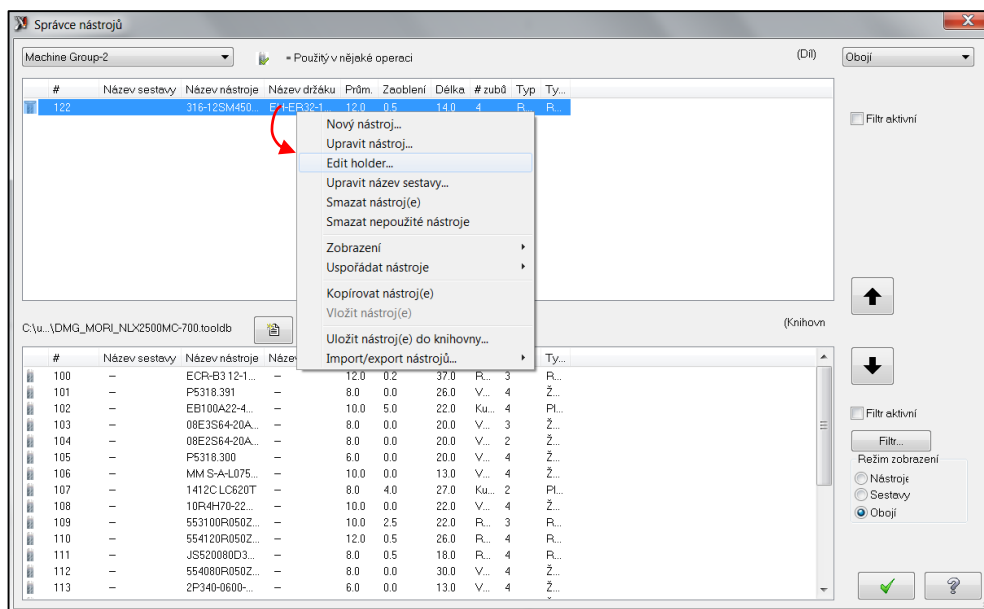 Správce nástrojů
Machine Group-2 = Použitý v nějaké operaci (Díl) Obojí
# Název sestavy Název nástroje Název držáku Prům. Zaoblení Délka # zubů Typ Ty...
122 316-12SM450... EH-ER32-1... 12.0 0.5 14.0 4 R... R...
Filtr aktivní
Nový nástroj...
Upravit nástroj...
Edit holder...
Upravit název sestavy...
Smazat nástroj(e)
Smazat nepoužité nástroje
Zobrazení
Uspořádat nástroje
Kopírovat nástroj(e)
Vložit nástroj(e)
Uložit nástroj(e) do knihovny...
Import/export nástrojů...
C:\u...\DMG_MORI_NLX2500MC-700.tooldb (Knihovn
# Název sestavy Název nástroje Náze Ty...
100 – ECR-B3 12-1... – 12.0 0.2 37.0 R... 3 R...
101 – P5318.391 – 8.0 0.0 26.0 V... 4 Ž...
102 – EB100A22-4... – 10.0 5.0 22.0 Ku... 4 Pl...
103 – 08E3S64-20A... – 8.0 0.0 20.0 V... 3 Ž...
104 – 08E2S64-20A... – 8.0 0.0 20.0 V... 2 Ž...
105 – P5318.300 – 6.0 0.0 20.0 V... 4 Ž...
106 – MM S-A-L075... – 10.0 0.0 13.0 V... 4 Ž...
107 – 1412C LC620T – 8.0 4.0 27.0 Ku... 2 Pl...
108 – 10R4H70-22... – 10.0 0.0 22.0 V... 4 Ž...
109 – 553100R050Z... – 10.0 2.5 22.0 R... 3 R...
110 – 554120R050Z... – 12.0 0.5 26.0 R... 4 R...
111 – JS520080D3... – 8.0 0.5 18.0 R... 4 R...
112 – 554080R050Z... – 8.0 0.0 30.0 V... 4 Ž...
113 – 2P340-0600-... – 6.0 0.0 13.0 V... 4 Ž...
Filtr aktivní
Filtr...
Režim zobrazení
Nástroje
Sestavy
Obojí